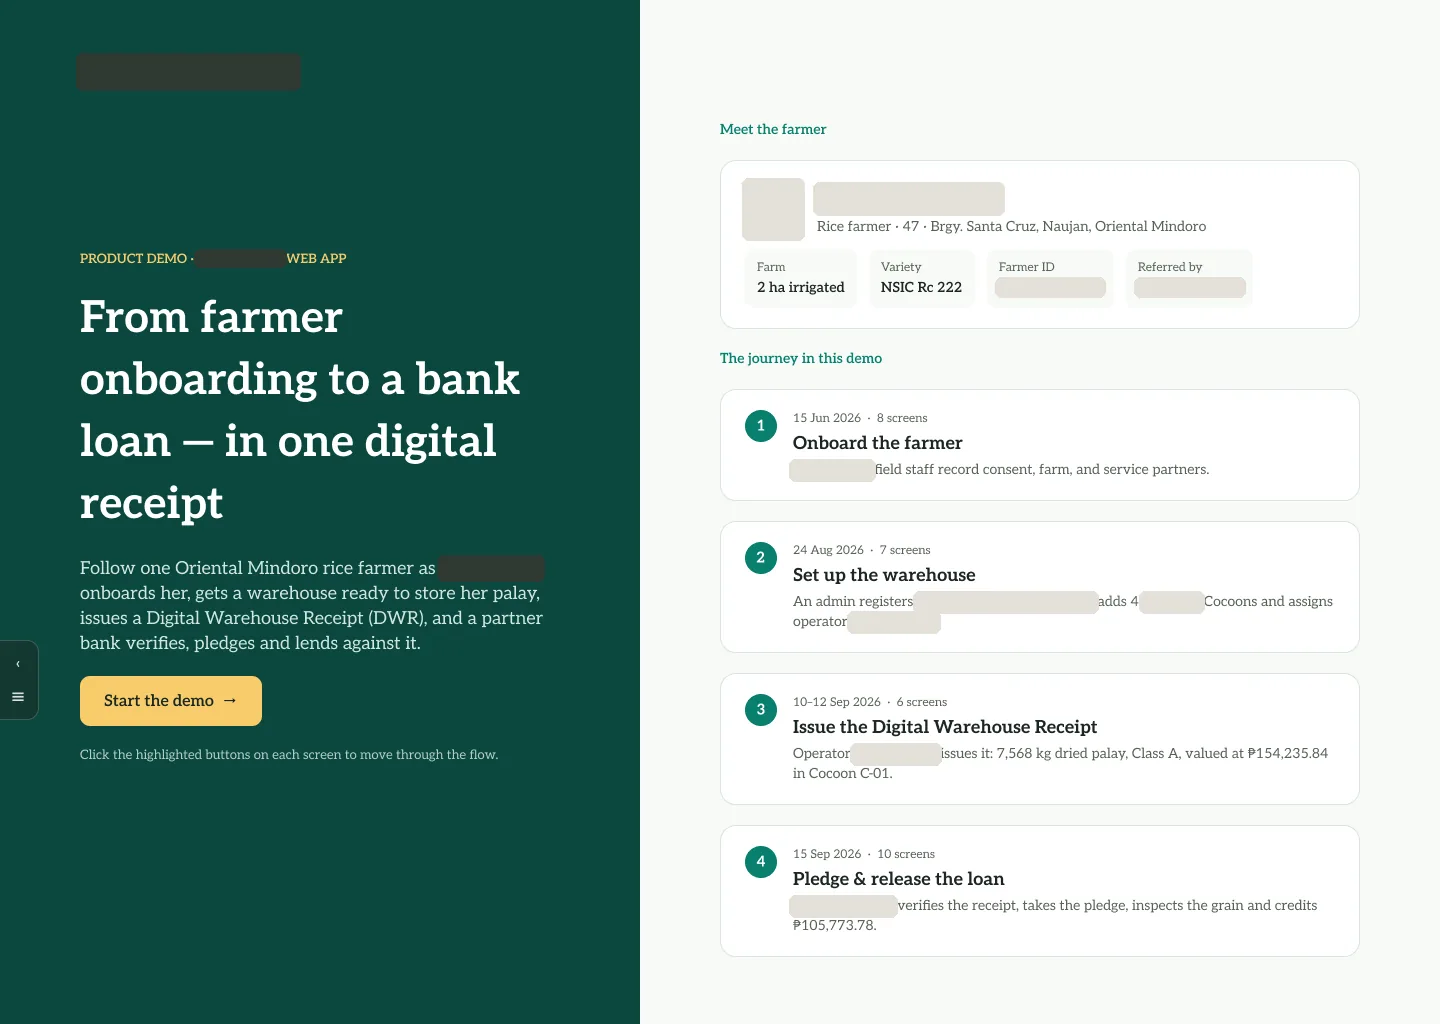 PRODUCT DEMO · WEB APP
From farmer
onboarding to a bank
loan — in one digital
receipt
Follow one Oriental Mindoro rice farmer as
onboards her, gets a warehouse ready to store her palay,
issues a Digital Warehouse Receipt (DWR), and a partner
bank verifies, pledges and lends against it.
Start the demo →
Click the highlighted buttons on each screen to move through the flow.
Meet the farmer
Rice farmer · 47 · Brgy. Santa Cruz, Naujan, Oriental Mindoro
Farm
2 ha irrigated
Variety
NSIC Rc 222
Farmer ID
Referred by
The journey in this demo
1
15 Jun 2026 · 8 screens
Onboard the farmer
field staff record consent, farm, and service partners.
2
24 Aug 2026 · 7 screens
Set up the warehouse
An admin registers adds 4 Cocoons and assigns
operator
3
10–12 Sep 2026 · 6 screens
Issue the Digital Warehouse Receipt
Operator issues it: 7,568 kg dried palay, Class A, valued at ₱154,235.84
in Cocoon C-01.
4
15 Sep 2026 · 10 screens
Pledge & release the loan
verifies the receipt, takes the pledge, inspects the grain and credits
₱105,773.78.